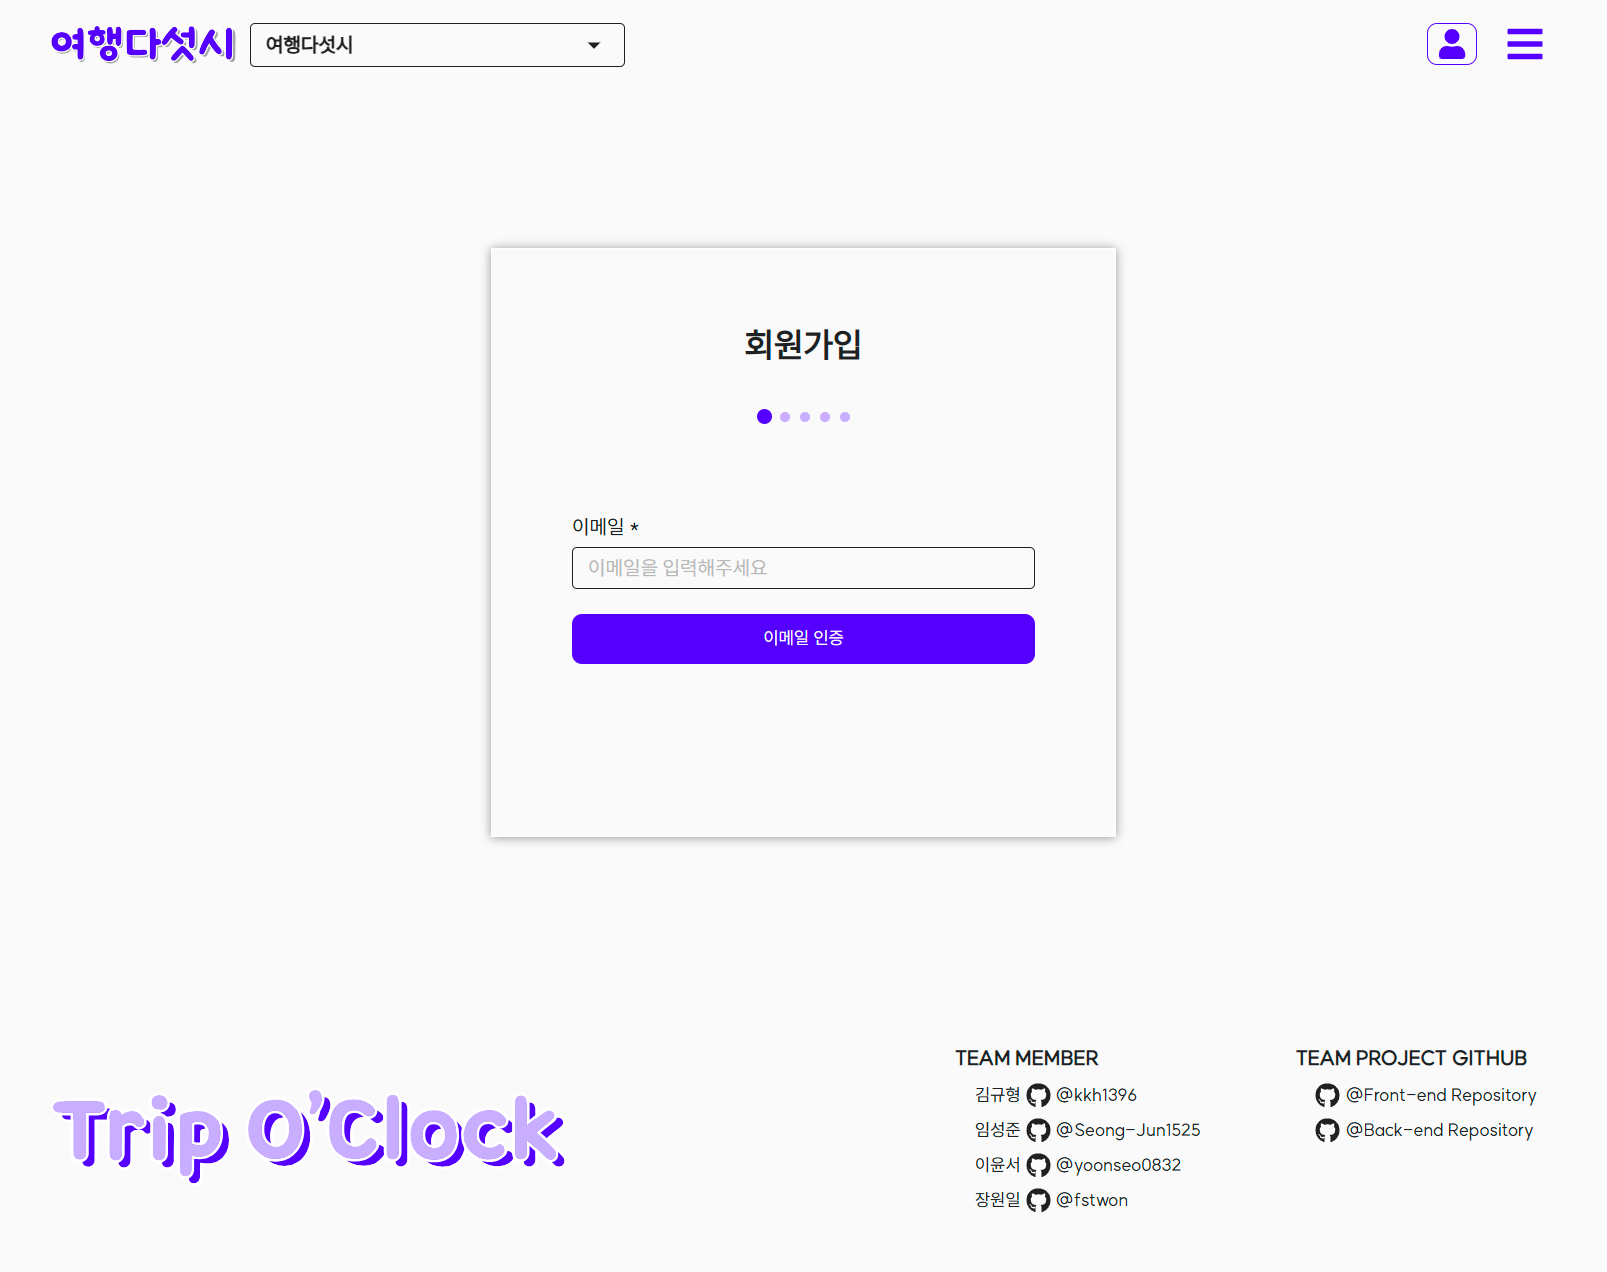 여행다섯시
여행다섯시
회원가입
이메일 *
이메일을 입력해주세요
이메일 인증
Trip O'Clock
TEAM MEMBER
김규형 @kkh1396
임성준 @Seong-Jun1525
이윤서 @yoonseo0832
장원일 @fstwon
TEAM PROJECT GITHUB
@Front-end Repository
@Back-end Repository